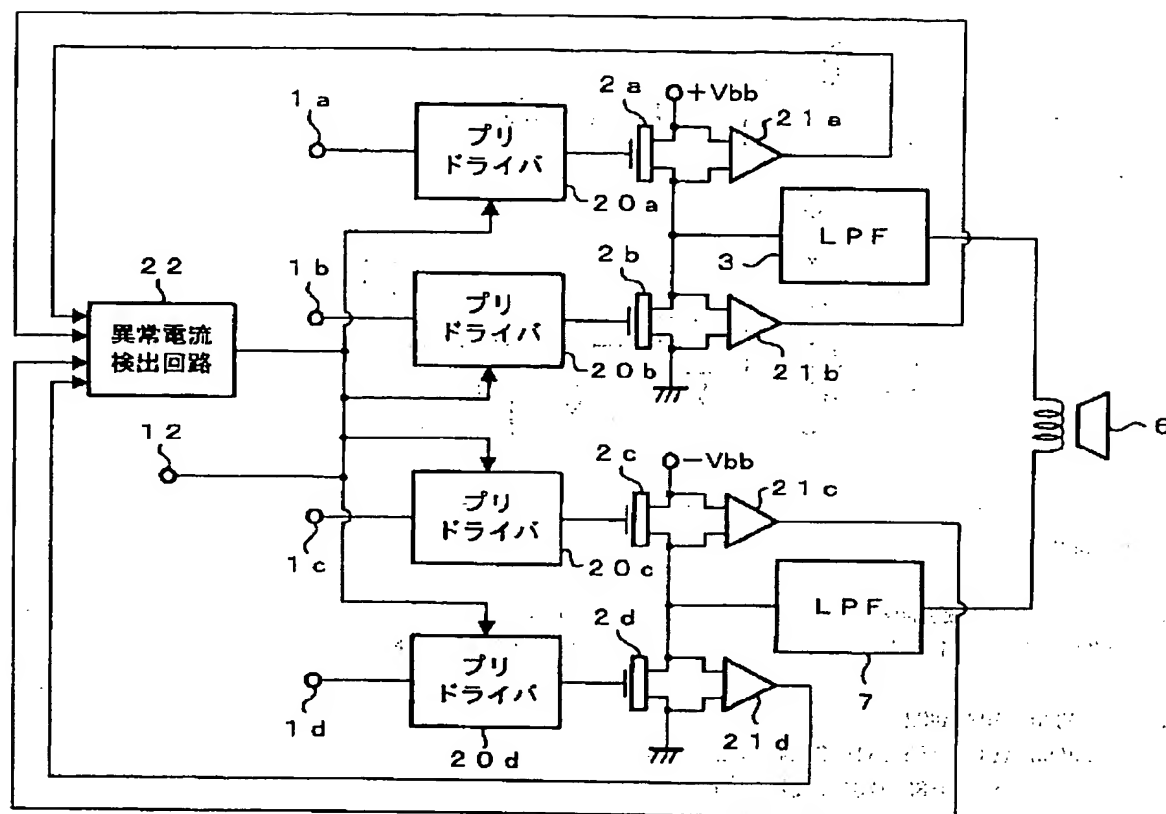 1a
プリ
ドライバ
20a
2a
+Vbb
21a
LPF
3
22
異常電流
検出回路
1b
プリ
ドライバ
20b
2b
21b
6
12
1c
プリ
ドライバ
20c
2c
-Vbb
21c
LPF
7
1d
プリ
ドライバ
20d
2d
21d